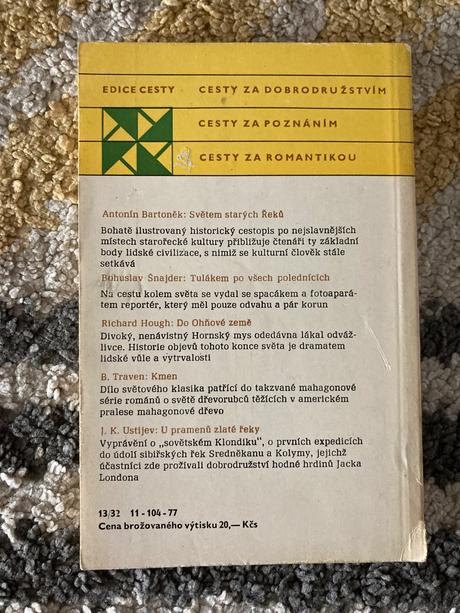 EDICE CESTY CESTY ZA DOBRODRUŽSTVÍM
CESTY ZA POZNÁNÍM
CESTY ZA ROMANTIKOU
Antonín Bartoněk: Světem starých Řeků
Bohatě ilustrovaný historický cestopis po nejslavnějších
místech starořecké kultury přibližuje čtenáři ty základní
body lidské civilizace, s nimiž se kulturní člověk stále
setkává
Bohuslav Šnajder: Tulákem po všech polednících
Na cestu kolem světa se vydal se spacákem a fotoapará-
tem reportér, který měl pouze odvahu a pár korun
Richard Hough: Do Ohňové země
Divoký, nenávistný Hornský mys odedávna lákal odváž-
livce. Historie objevů tohoto konce světa je dramatem
lidské vůle a vytrvalosti
B. Traven: Kmen
Dílo světového klasika patřící do takzvané mahagonové
série románů o světě dřevorubců těžících v americkém
pralese mahagonové dřevo
J. K. Ustijev: U pramenů zlaté řeky
Vyprávění o „sovětském Klondiku", o prvních expedicích
do údolí sibiřských řek Sredněkanu a Kolymy, jejichž
účastníci zde prožívali dobrodružství hodné hrdinů Jacka
Londona
13/32 11-104-77
Cena brožovaného výtisku 20,— Kčs